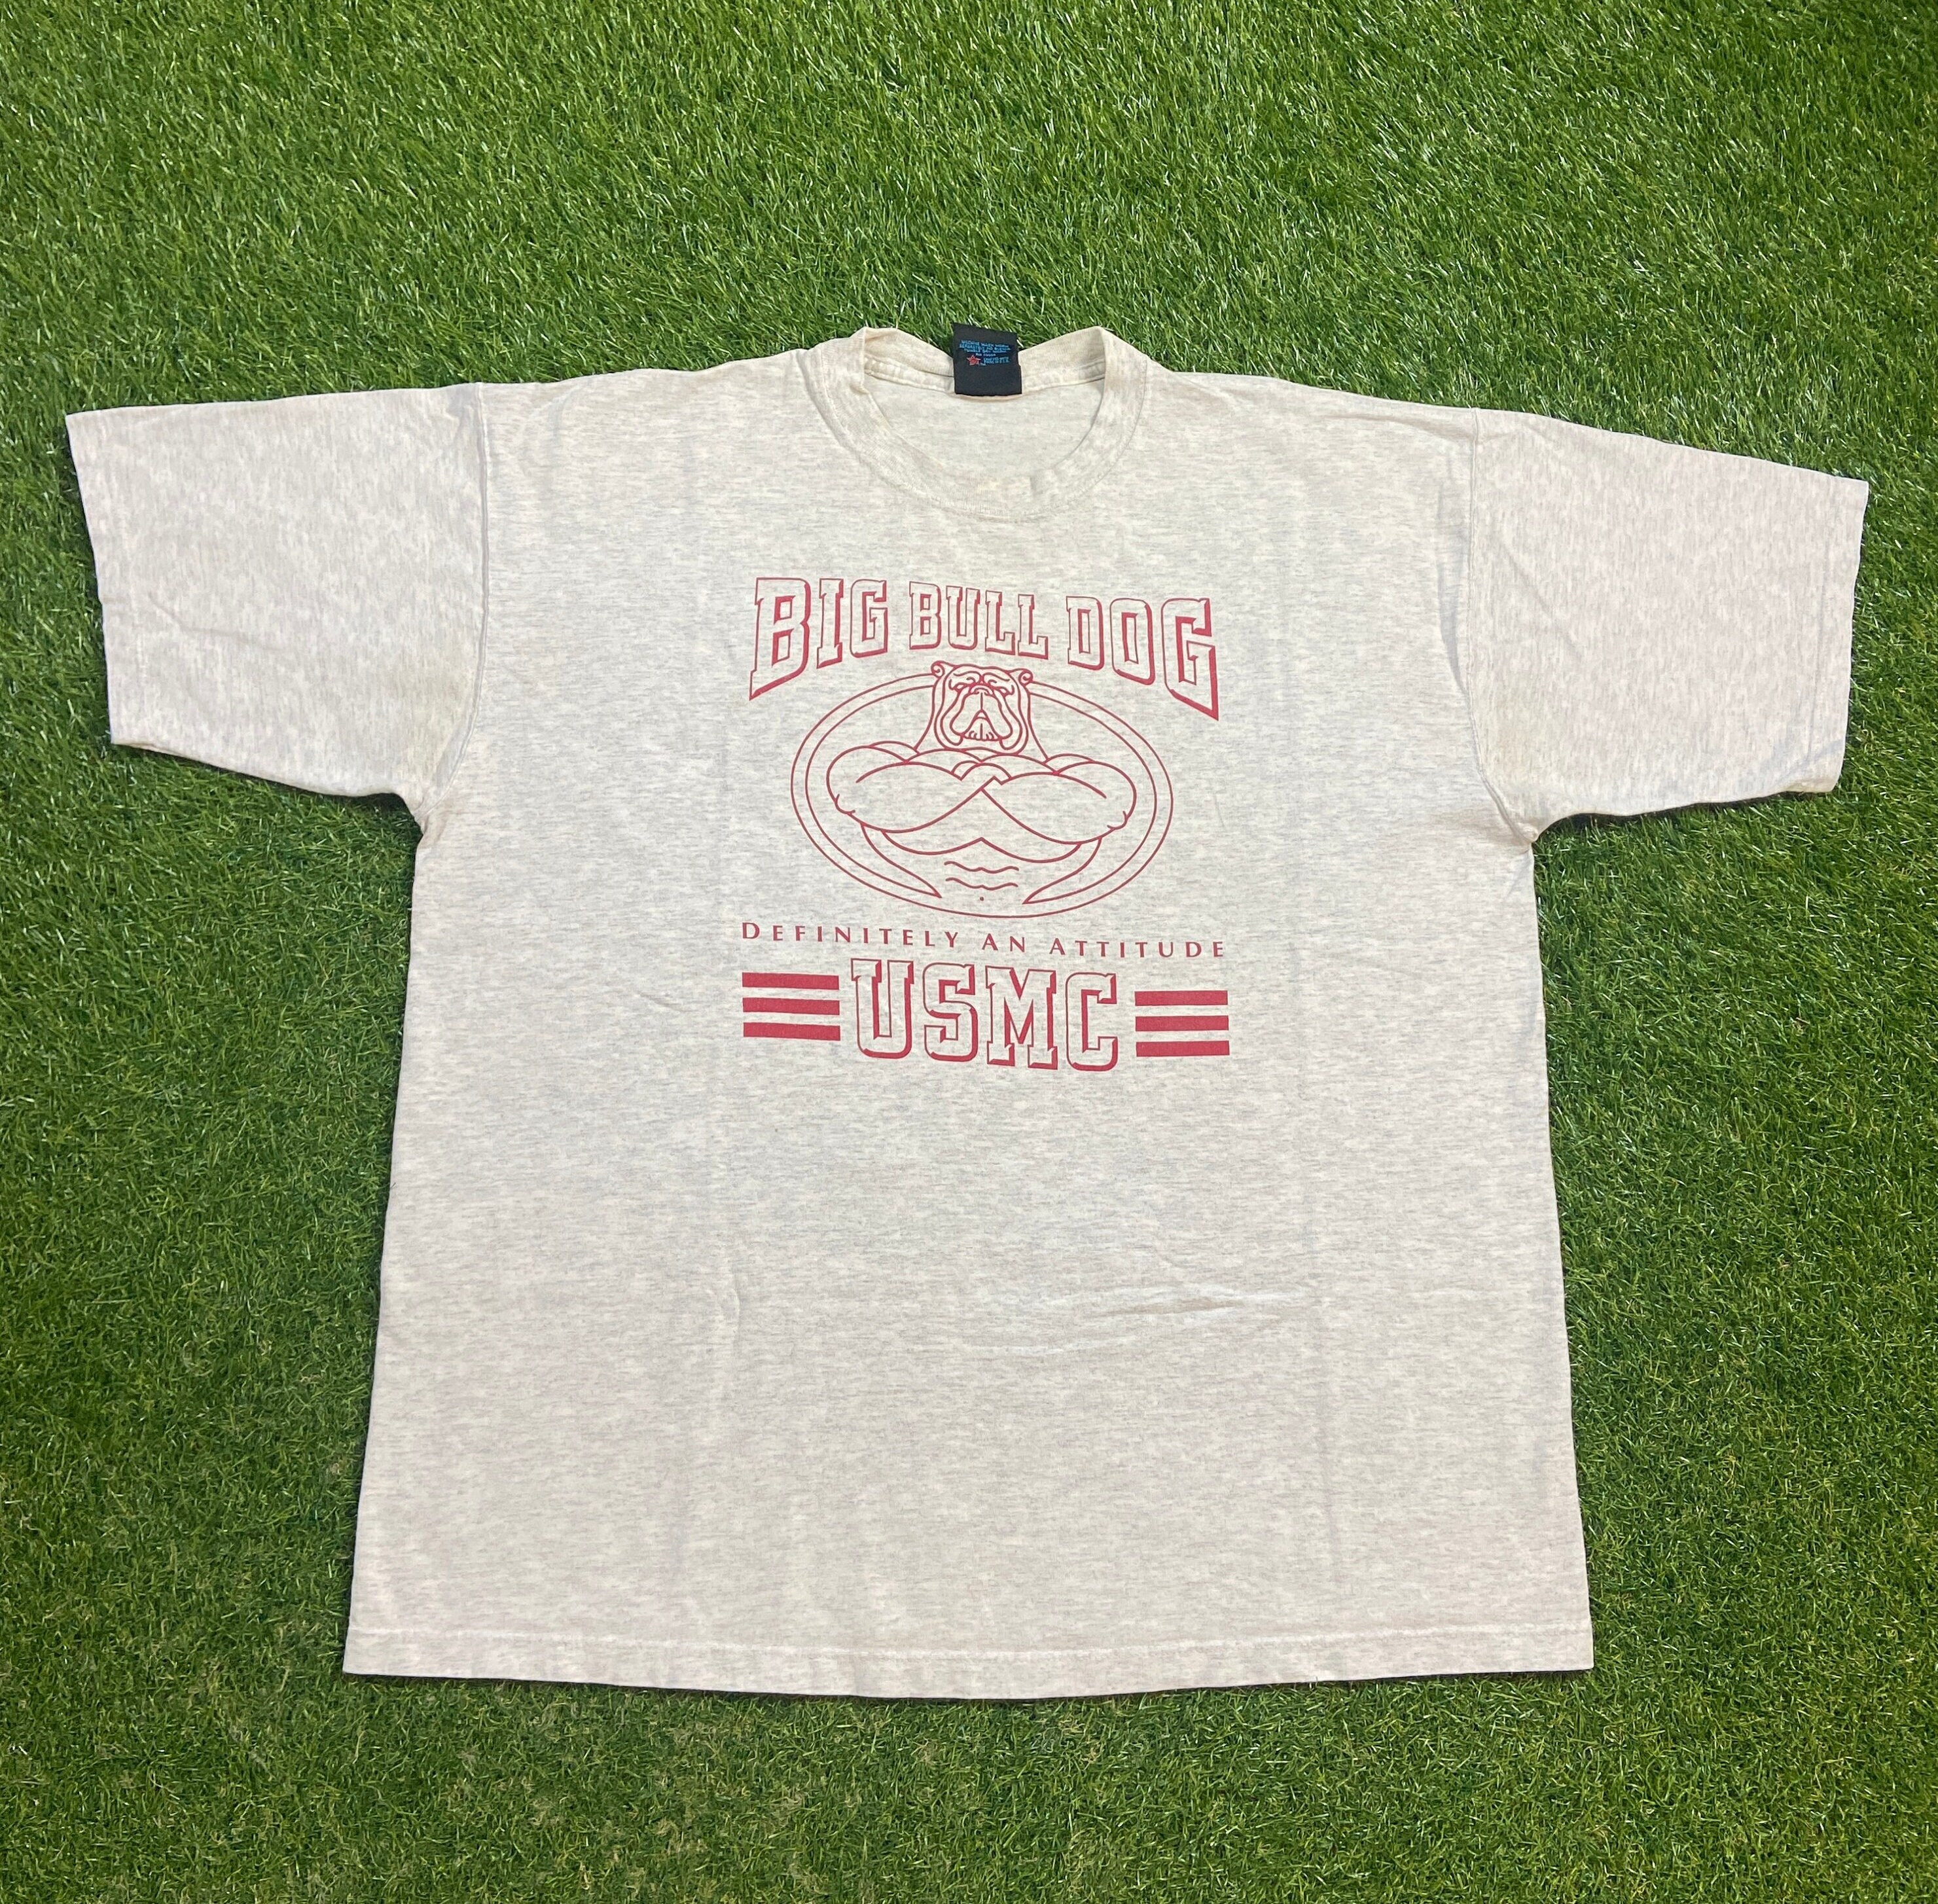 BIG BULL DOG
DEFINITELY AN ATTITUDE
USMC